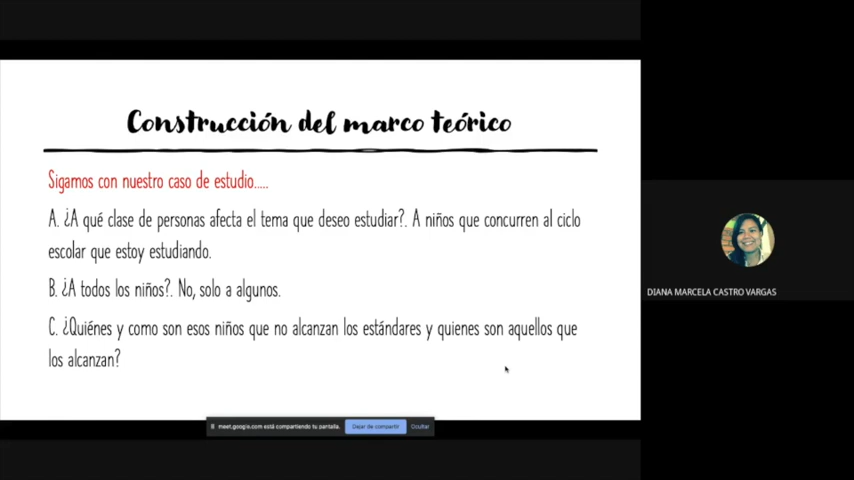 Construcción del marco teórico
Sigamos con nuestro caso de estudio.....
A. ¿A qué clase de personas afecta el tema que deseo estudiar?. A niños que concurren al ciclo
escolar que estoy estudiando.
B. ¿A todos los niños?. No, solo a algunos.
C. ¿Quiénes y como son esos niños que no alcanzan los estándares y quienes son aquellos que
los alcanzan?
DIANA MARCELA CASTRO VARGAS
meet.google.com está compartiendo tu pantalla. Dejar de compartir Ocultar